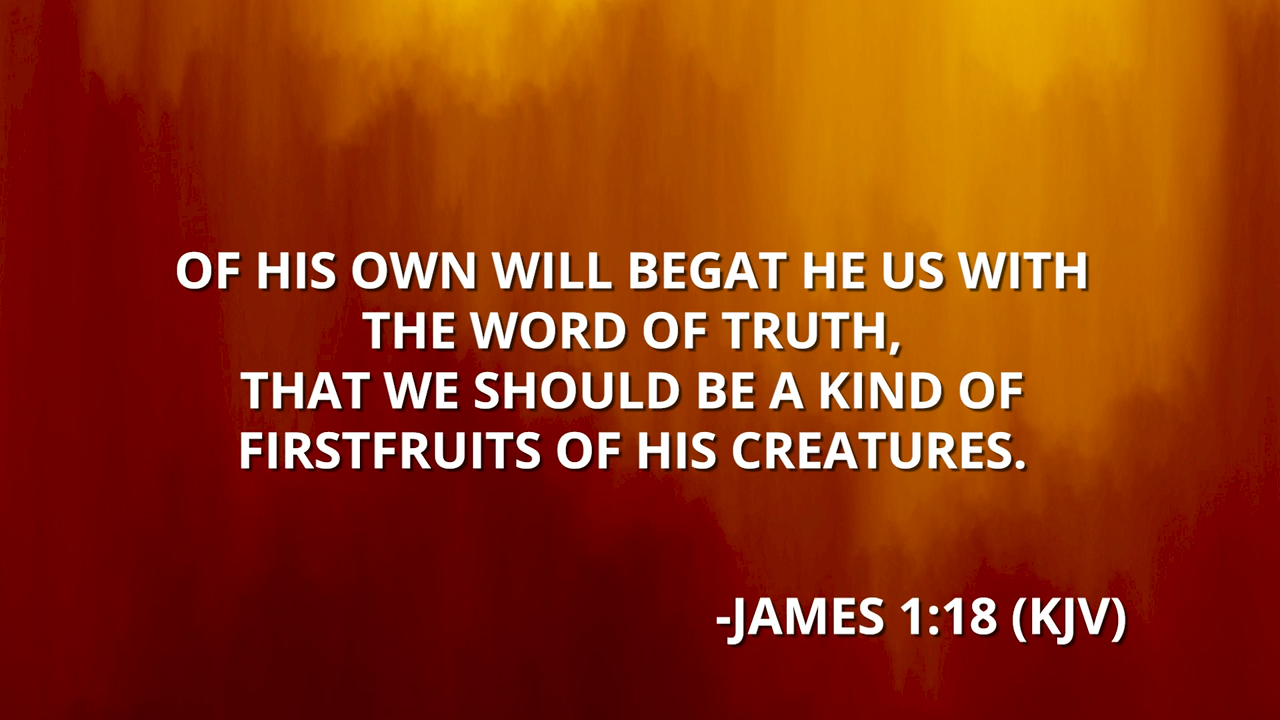 OF HIS OWN WILL BEGAT HE US WITH
THE WORD OF TRUTH,
THAT WE SHOULD BE A KIND OF
FIRSTFRUITS OF HIS CREATURES.
-JAMES 1:18 (KJV)